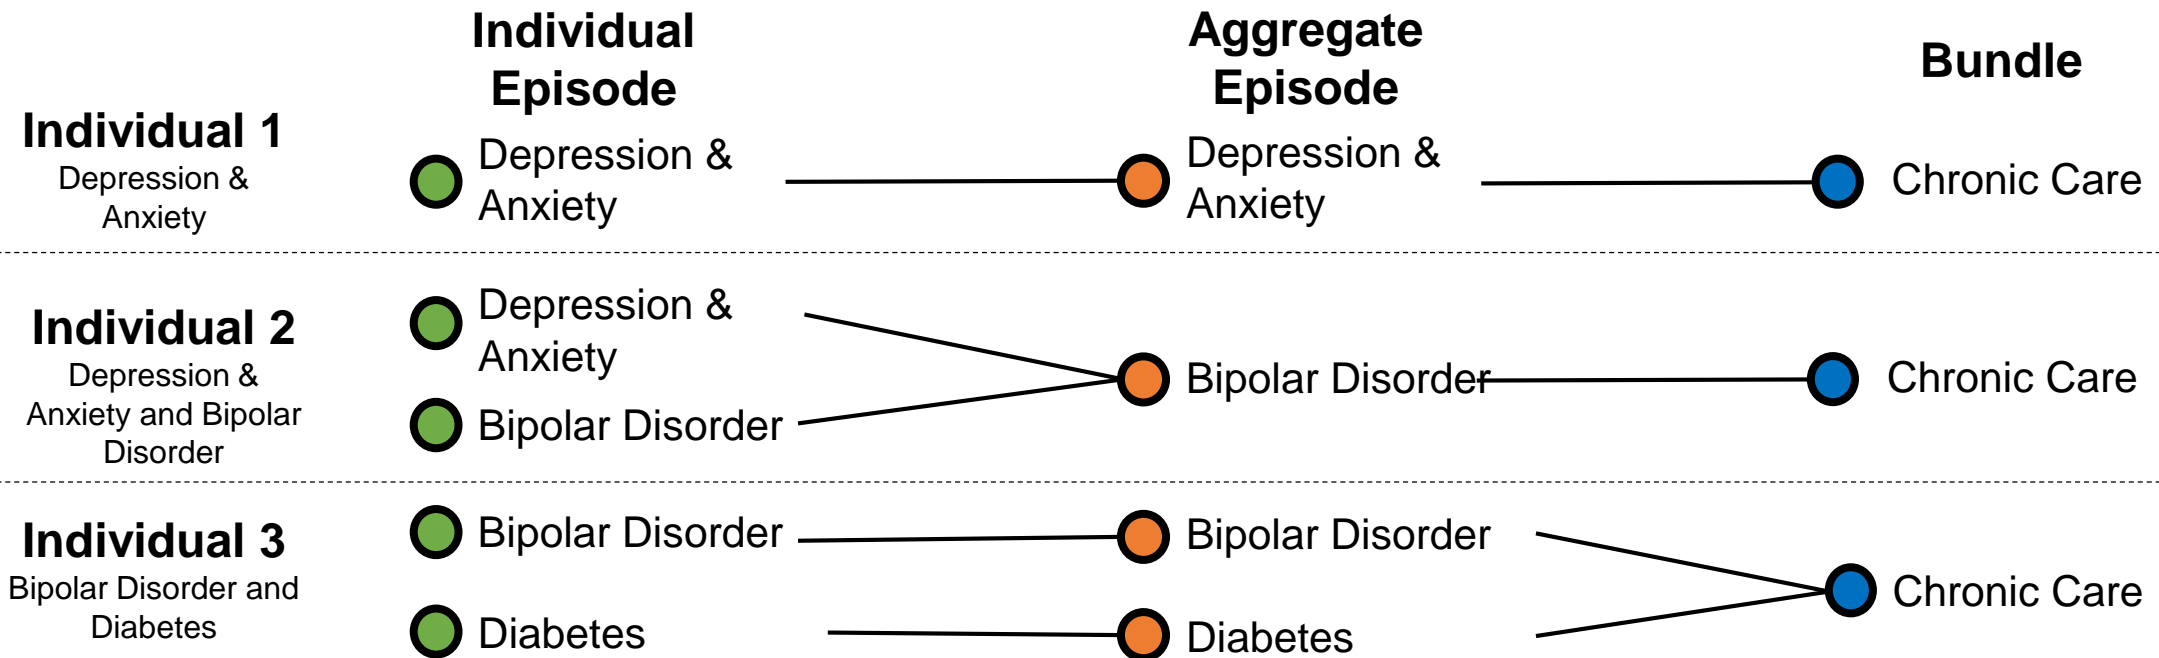 Individual
Episode
Aggregate
Episode
Bundle
Individual 1
Depression &
Anxiety
Depression &
Anxiety
Depression &
Anxiety
Chronic Care
Individual 2
Depression &
Anxiety and Bipolar
Disorder
Depression &
Anxiety
Bipolar Disorder
Bipolar Disorder
Chronic Care
Individual 3
Bipolar Disorder and
Diabetes
Bipolar Disorder
Diabetes
Bipolar Disorder
Diabetes
Chronic Care